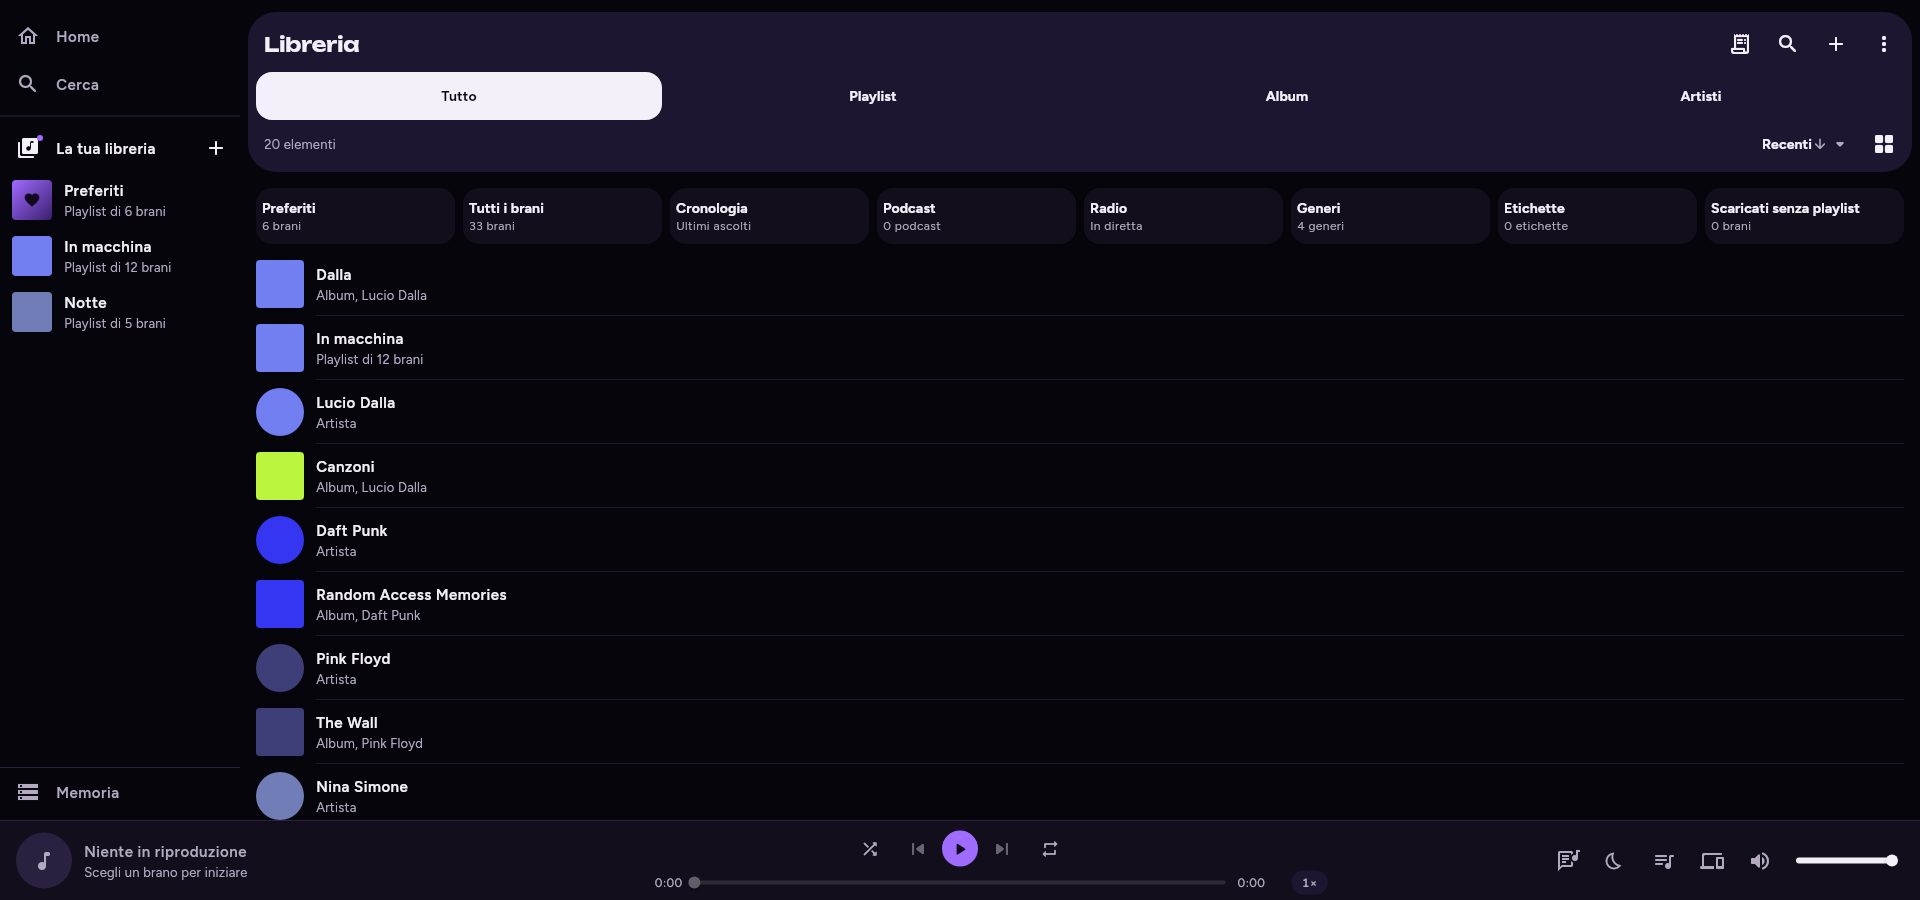 Home
Cerca
La tua libreria
Preferiti
Playlist di 6 brani
In macchina
Playlist di 12 brani
Notte
Playlist di 5 brani
Memoria
Libreria
Tutto
Playlist
Album
Artisti
20 elementi
Recenti
Preferiti
6 brani
Tutti i brani
33 brani
Cronologia
Ultimi ascolti
Podcast
0 podcast
Radio
In diretta
Generi
4 generi
Etichette
0 etichette
Scaricati senza playlist
0 brani
Dalla
Album, Lucio Dalla
In macchina
Playlist di 12 brani
Lucio Dalla
Artista
Canzoni
Album, Lucio Dalla
Daft Punk
Artista
Random Access Memories
Album, Daft Punk
Pink Floyd
Artista
The Wall
Album, Pink Floyd
Nina Simone
Artista
Niente in riproduzione
Scegli un brano per iniziare
0:00
0:00
1×